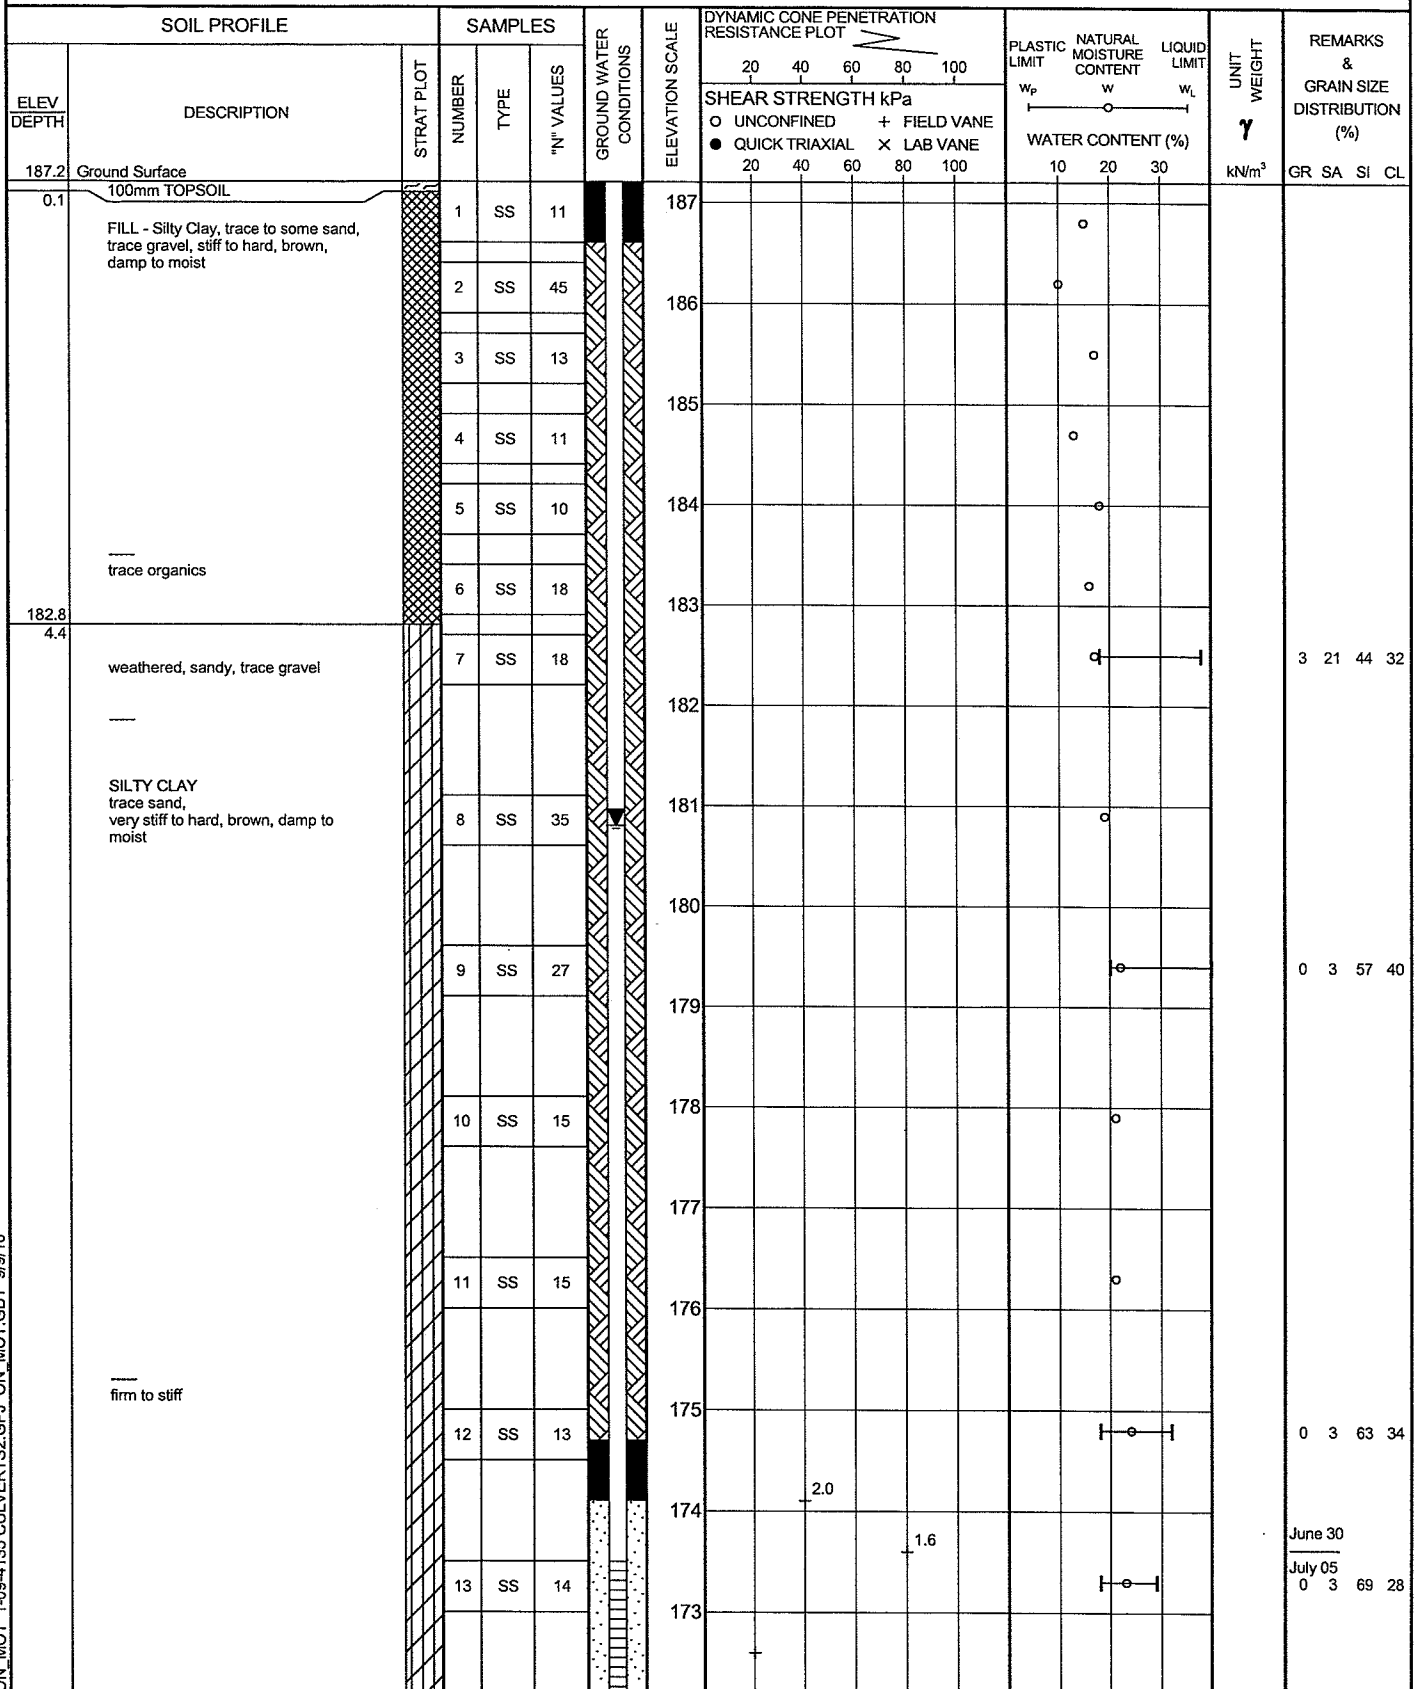 SOIL PROFILE
SAMPLES
GROUND WATER CONDITIONS
ELEVATION SCALE
DYNAMIC CONE PENETRATION
RESISTANCE PLOT
20 40 60 80 100
SHEAR STRENGTH kPa
○ UNCONFINED + FIELD VANE
● QUICK TRIAXIAL × LAB VANE
20 40 60 80 100
PLASTIC LIMIT
NATURAL MOISTURE CONTENT
LIQUID LIMIT
WP W WL
WATER CONTENT (%)
10 20 30
UNIT WEIGHT
γ
kN/m³
REMARKS
&
GRAIN SIZE
DISTRIBUTION
(%)
GR SA SI CL
ELEV
DEPTH
DESCRIPTION
STRAT PLOT
NUMBER
TYPE
"N" VALUES
187.2 Ground Surface
0.1 100mm TOPSOIL
FILL - Silty Clay, trace to some sand,
trace gravel, stiff to hard, brown,
damp to moist
trace organics
182.8
4.4
weathered, sandy, trace gravel
SILTY CLAY
trace sand,
very stiff to hard, brown, damp to
moist
firm to stiff
1 SS 11
2 SS 45
3 SS 13
4 SS 11
5 SS 10
6 SS 18
7 SS 18
8 SS 35
9 SS 27
10 SS 15
11 SS 15
12 SS 13
13 SS 14
187
186
185
184
183
182
181
180
179
178
177
176
175
174
173
2.0
1.6
3 21 44 32
0 3 57 40
0 3 63 34
June 30
July 05
0 3 69 28